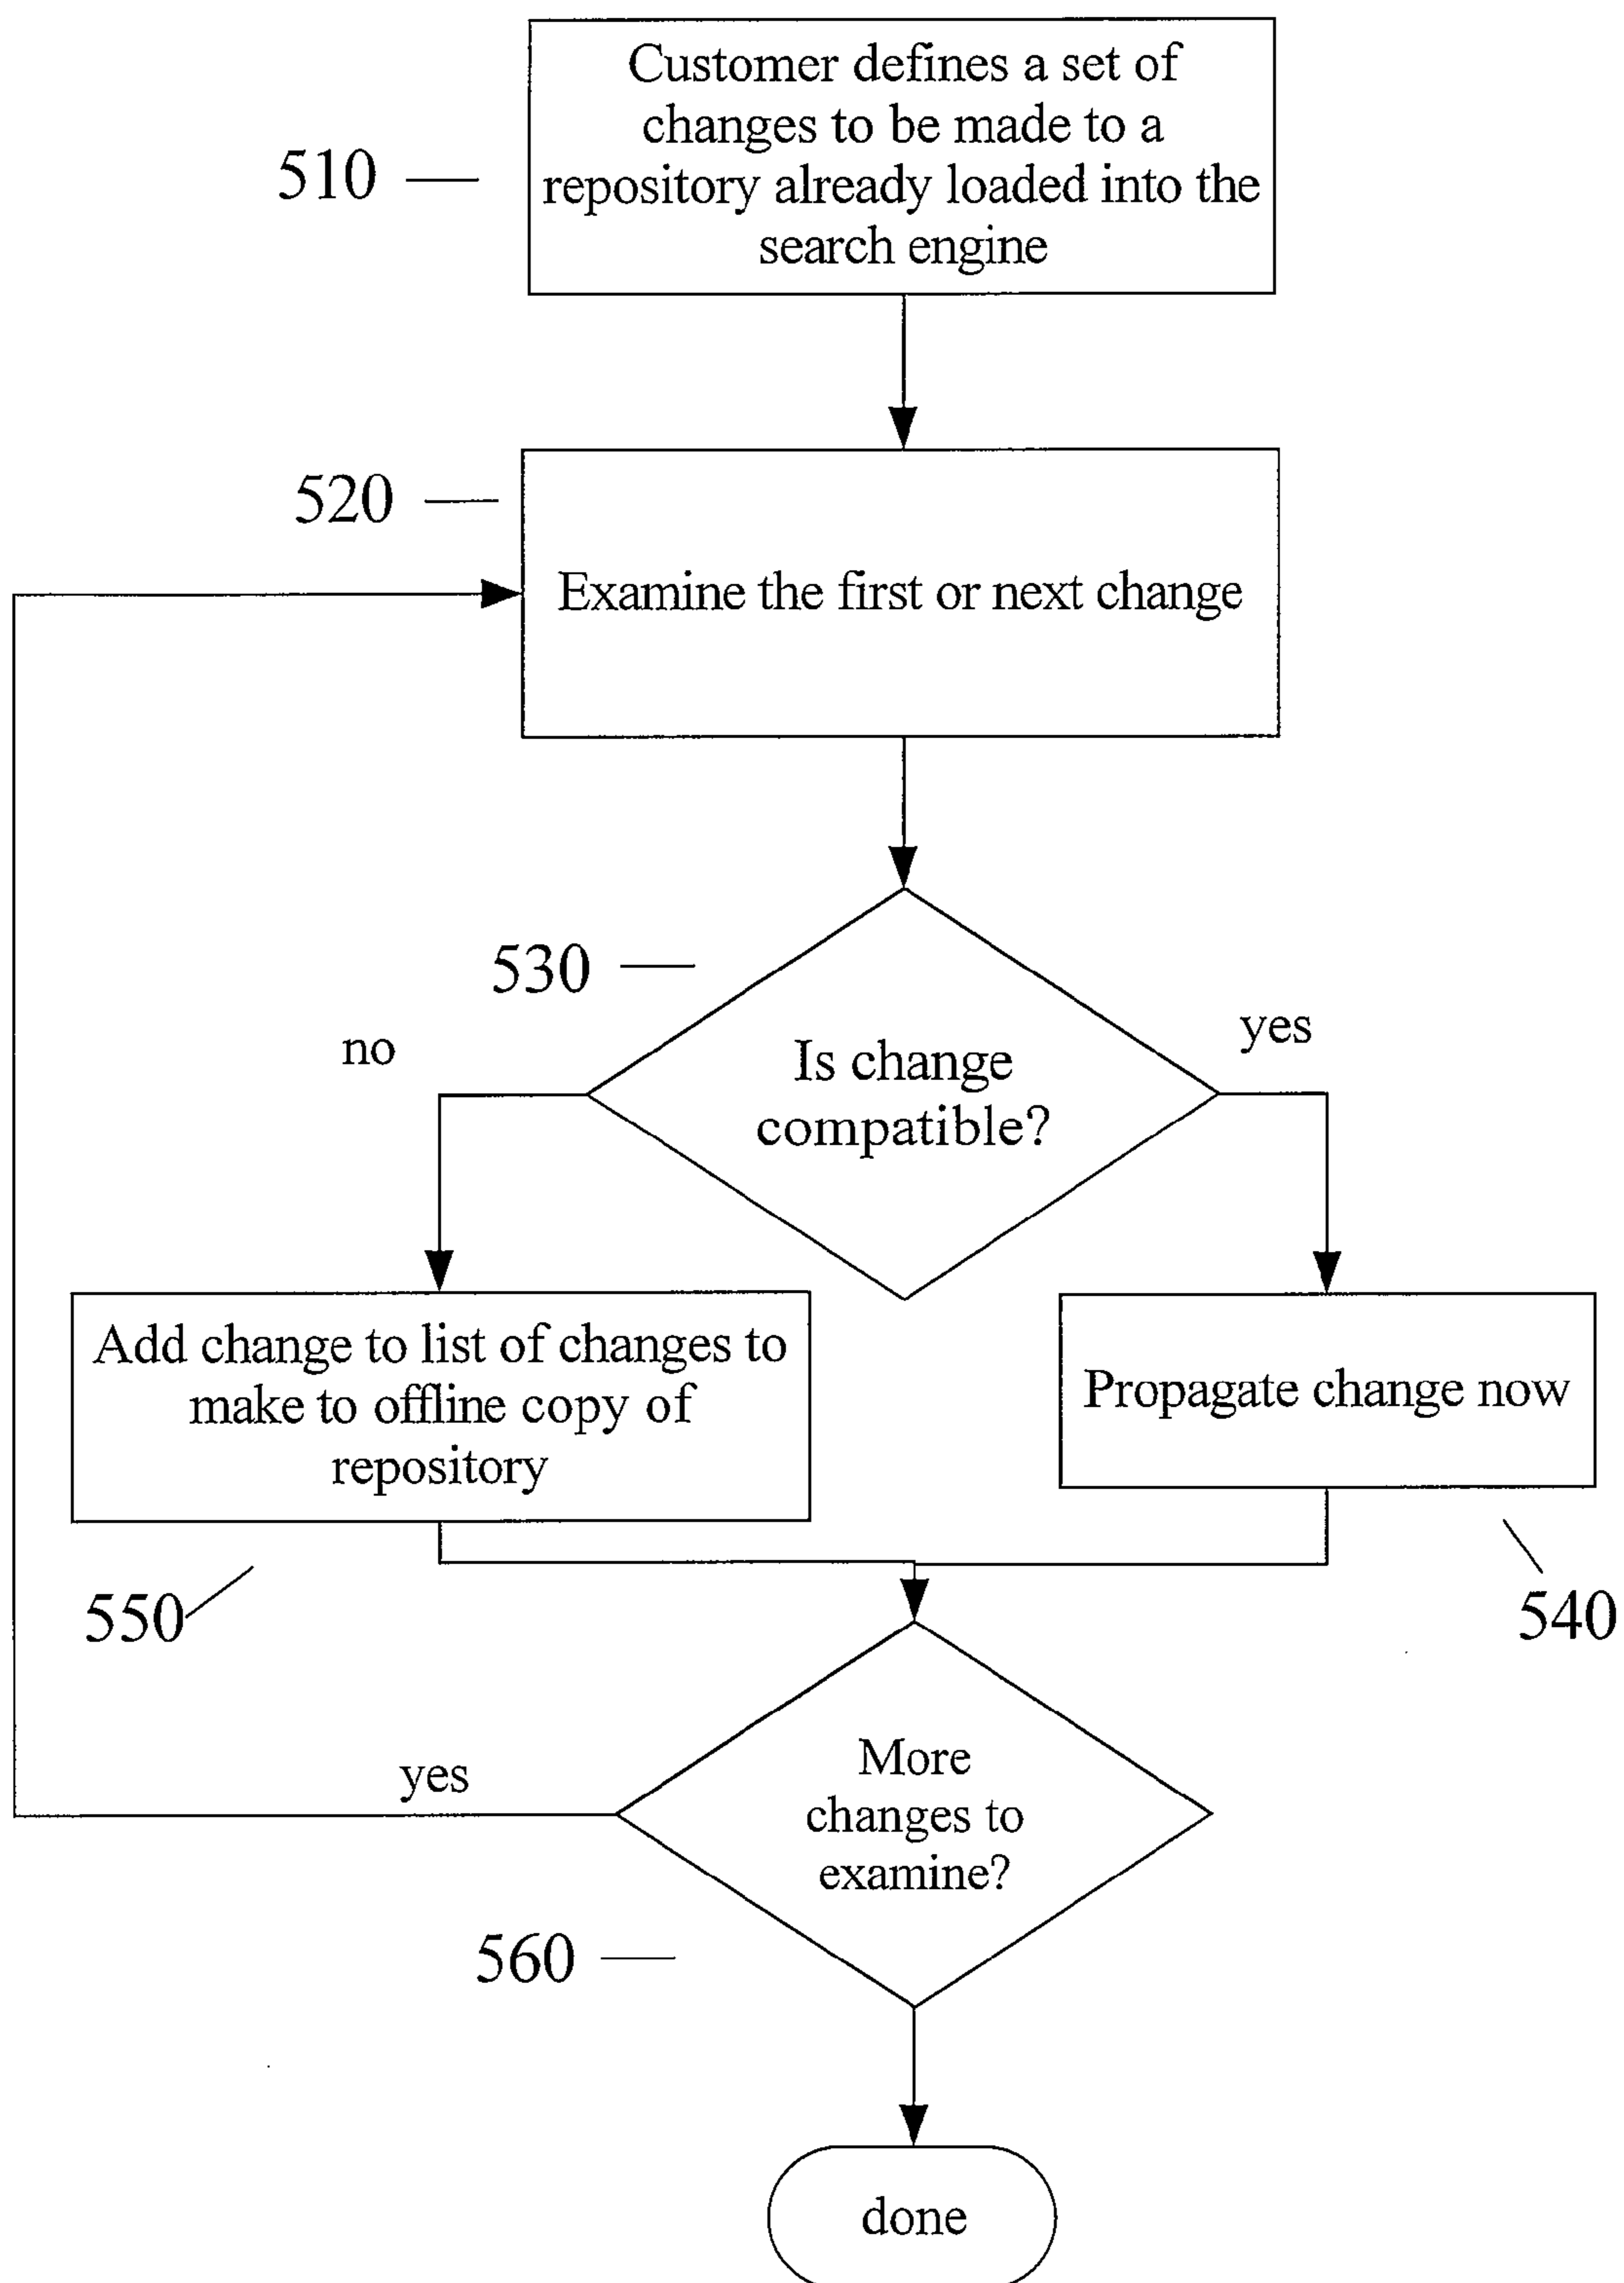 Customer defines a set of
changes to be made to a
repository already loaded into the
search engine
510
520
Examine the first or next change
530
no
yes
Is change
compatible?
Add change to list of changes to
make to offline copy of
repository
Propagate change now
550
540
More
changes to
examine?
yes
560
done